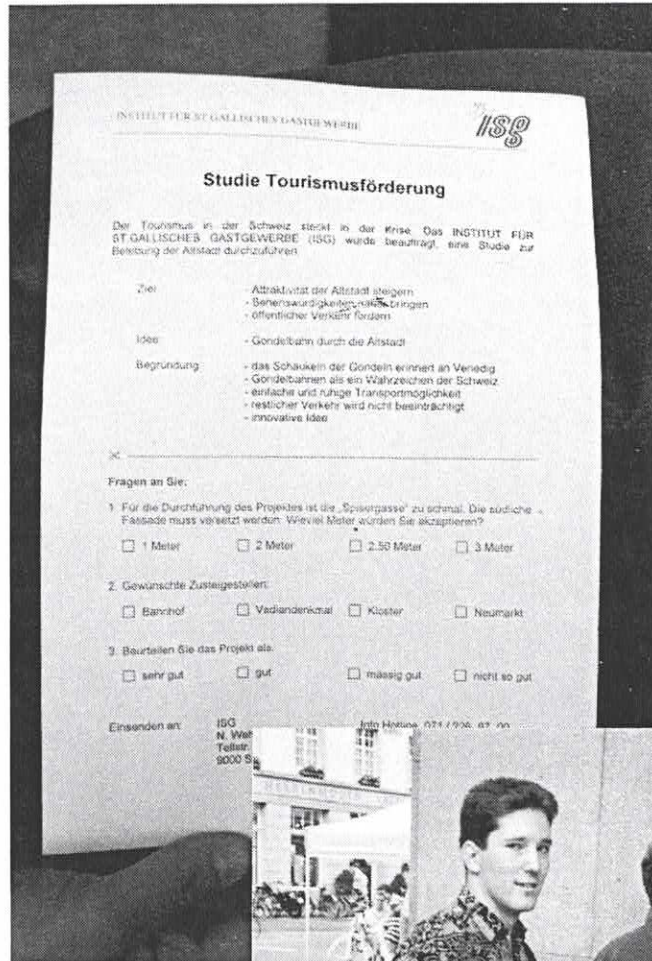 INSTITUT FÜR ST.GALLISCHES GASTGEWERBE
isg
Studie Tourismusförderung
Der Tourismus in der Schweiz steckt in der Krise. Das INSTITUT FÜR
ST.GALLISCHES GASTGEWERBE (ISG) wurde beauftragt, eine Studie zur
Belebung der Altstadt durchzuführen.
Ziel - Attraktivität der Altstadt steigern
- Sehenswürdigkeiten näher bringen
- öffentlicher Verkehr fördern
Idee - Gondelbahn durch die Altstadt
Begründung - das Schaukeln der Gondeln erinnert an Venedig
- Gondelbahnen als ein Wahrzeichen der Schweiz
- einfache und ruhige Transportmöglichkeit
- restlicher Verkehr wird nicht beeinträchtigt
- innovative Idee
Fragen an Sie:
1. Für die Durchführung des Projektes ist die „Spisergasse" zu schmal. Die südliche
Fassade muss versetzt werden. Wieviel Meter würden Sie akzeptieren?
☐ 1 Meter ☐ 2 Meter ☐ 2.50 Meter ☐ 3 Meter
2. Gewünschte Zusteigestellen:
☐ Bahnhof ☐ Vadiandenkmal ☐ Kloster ☐ Neumarkt
3. Beurteilen Sie das Projekt als:
☐ sehr gut ☐ gut ☐ mässig gut ☐ nicht so gut
Einsenden an: ISG Info Hotline 071 /
N. Weh
Tellstr.
9000 S